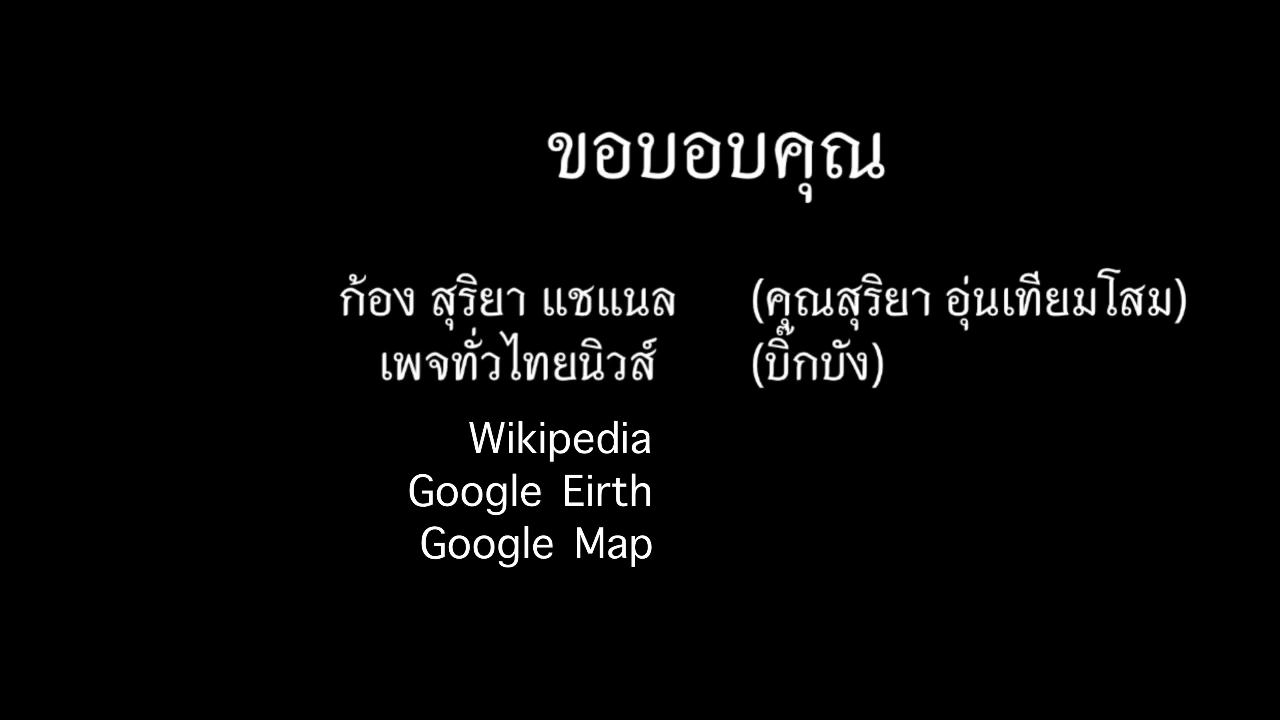 ขอบอบคุณ
ก้อง สุริยา แชแนล (คุณสุริยา อุ่นเทียมโสม)
เพจทั่วไทยนิวส์ (บิ๊กบัง)
Wikipedia
Google Eirth
Google Map